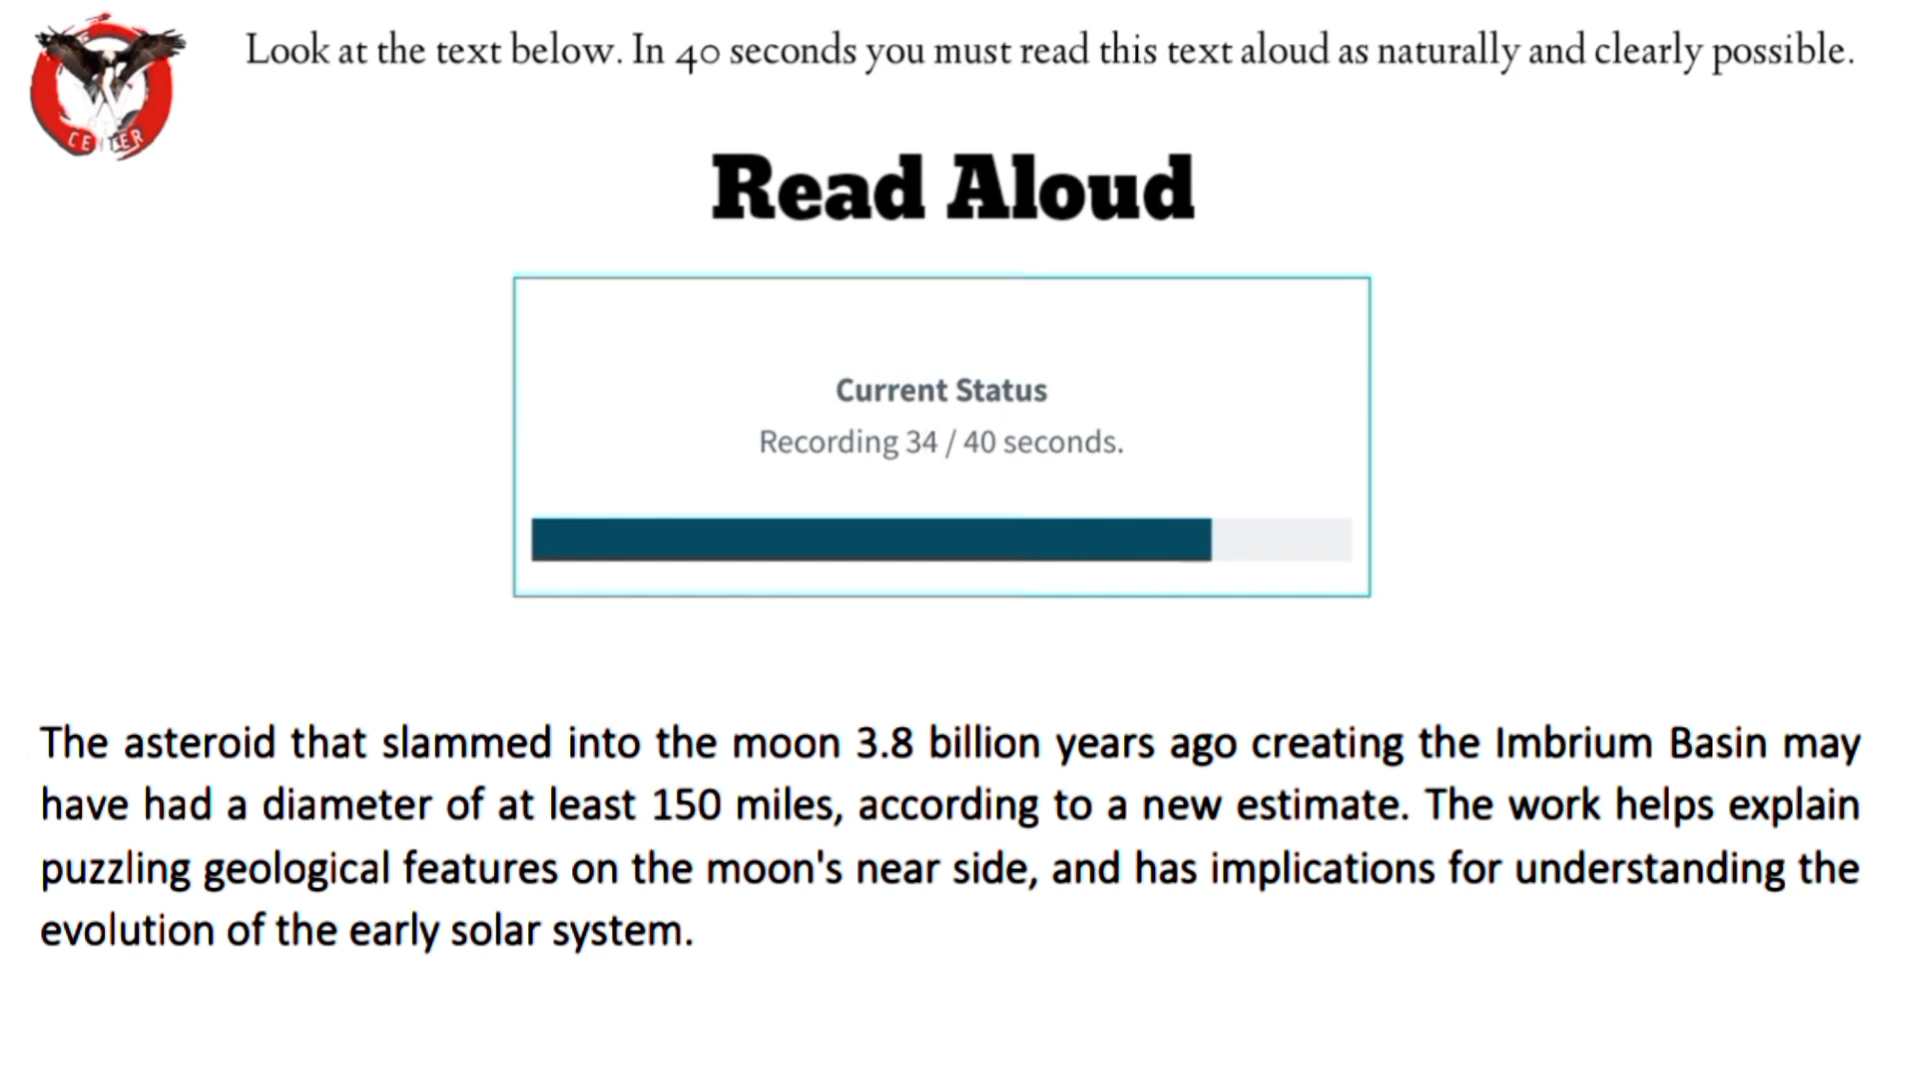 Look at the text below. In 40 seconds you must read this text aloud as naturally and clearly possible.
CENTER
Read Aloud
Current Status
Recording 34 / 40 seconds.
The asteroid that slammed into the moon 3.8 billion years ago creating the Imbrium Basin may
have had a diameter of at least 150 miles, according to a new estimate. The work helps explain
puzzling geological features on the moon's near side, and has implications for understanding the
evolution of the early solar system.